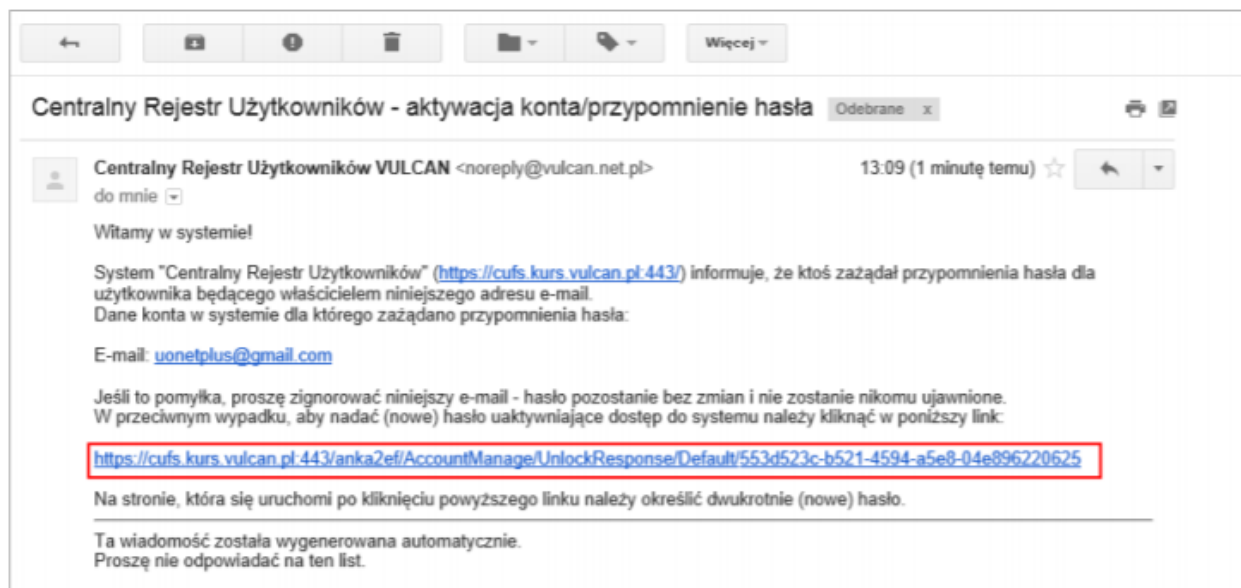 Więcej
Centralny Rejestr Użytkowników - aktywacja konta/przypomnienie hasła Odebrane x
Centralny Rejestr Użytkowników VULCAN <noreply@vulcan.net.pl> 13:09 (1 minutę temu)
do mnie
Witamy w systemie!
System "Centralny Rejestr Użytkowników" (https://cufs.kurs.vulcan.pl:443/) informuje, że ktoś zażądał przypomnienia hasła dla
użytkownika będącego właścicielem niniejszego adresu e-mail.
Dane konta w systemie dla którego zażądano przypomnienia hasła:
E-mail: uonetplus@gmail.com
Jeśli to pomyłka, proszę zignorować niniejszy e-mail - hasło pozostanie bez zmian i nie zostanie nikomu ujawnione.
W przeciwnym wypadku, aby nadać (nowe) hasło uaktywniające dostęp do systemu należy kliknąć w poniższy link:
https://cufs.kurs.vulcan.pl:443/anka2ef/AccountManage/UnlockResponse/Default/553d523c-b521-4594-a5e8-04e896220625
Na stronie, która się uruchomi po kliknięciu powyższego linku należy określić dwukrotnie (nowe) hasło.
Ta wiadomość została wygenerowana automatycznie.
Proszę nie odpowiadać na ten list.